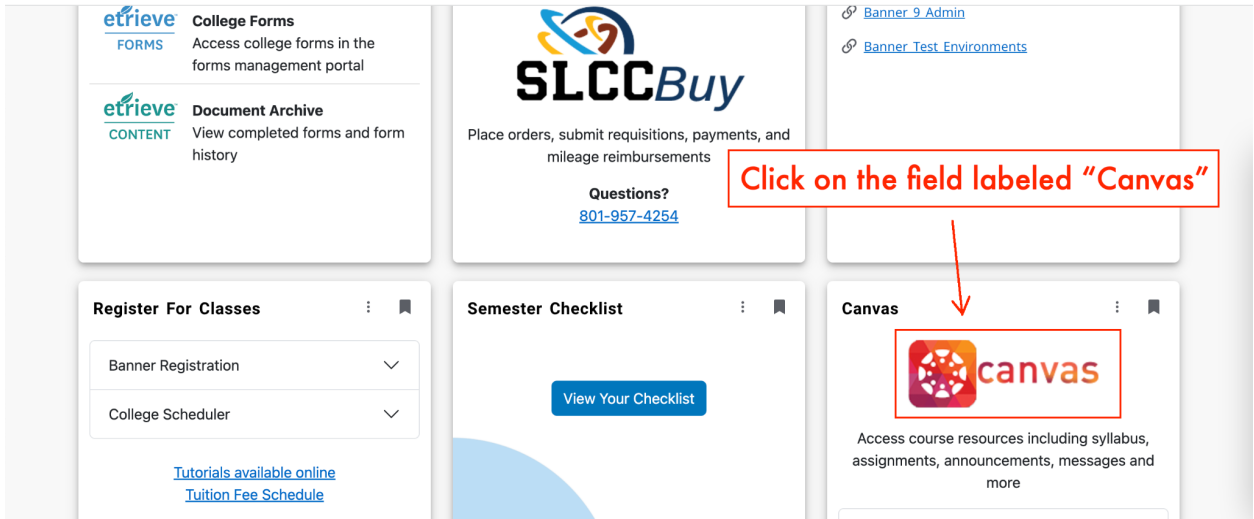 etrieve
FORMS
College Forms
Access college forms in the
forms management portal
etrieve
CONTENT
Document Archive
View completed forms and form
history
SLCCBuy
Place orders, submit requisitions, payments, and
mileage reimbursements
Questions?
801-957-4254
Banner 9 Admin
Banner Test Environments
Click on the field labeled “Canvas”
Register For Classes
Banner Registration
College Scheduler
Tutorials available online
Tuition Fee Schedule
Semester Checklist
View Your Checklist
Canvas
canvas
Access course resources including syllabus,
assignments, announcements, messages and
more